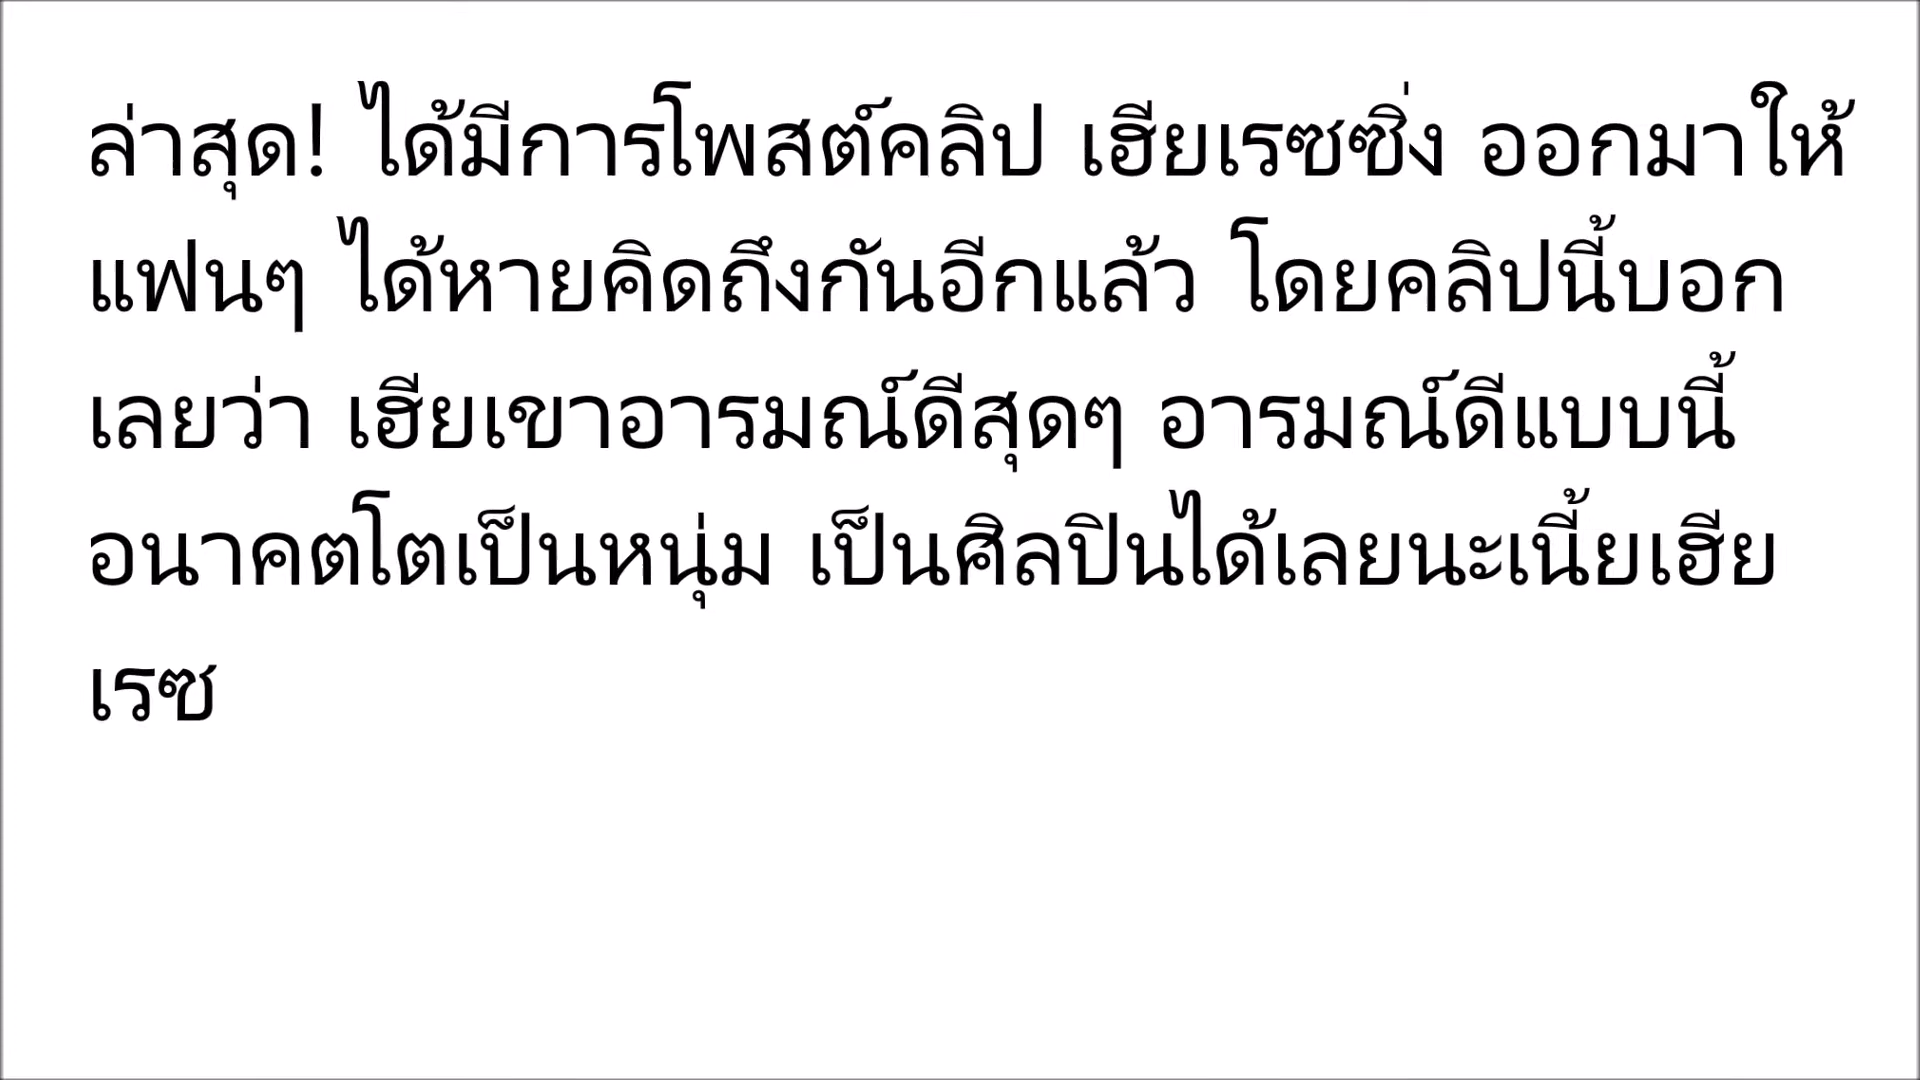 ล่าสุด! ได้มีการโพสต์คลิป เฮียเรซซิ่ง ออกมาให้
แฟนๆ ได้หายคิดถึงกันอีกแล้ว โดยคลิปนี้บอก
เลยว่า เฮียเขาอารมณ์ดีสุดๆ อารมณ์ดีแบบนี้
อนาคตโตเป็นหนุ่ม เป็นศิลปินได้เลยนะเนี้ยเฮีย
เรซ